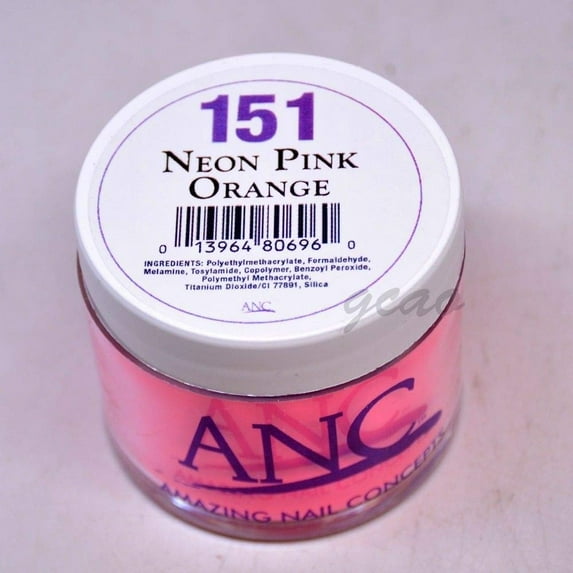 151
NEON PINK
ORANGE
0 13964 80696 0
INGREDIENTS: Polyethylmethacrylate, Formaldehyde,
Melamine, Tosylamide, Copolymer, Benzoyl Peroxide,
Polymethyl Methacrylate,
Titanium Dioxide/CI 77891, Silica
ANC
gcao
ANC
AMAZING NAIL CONCEPTS